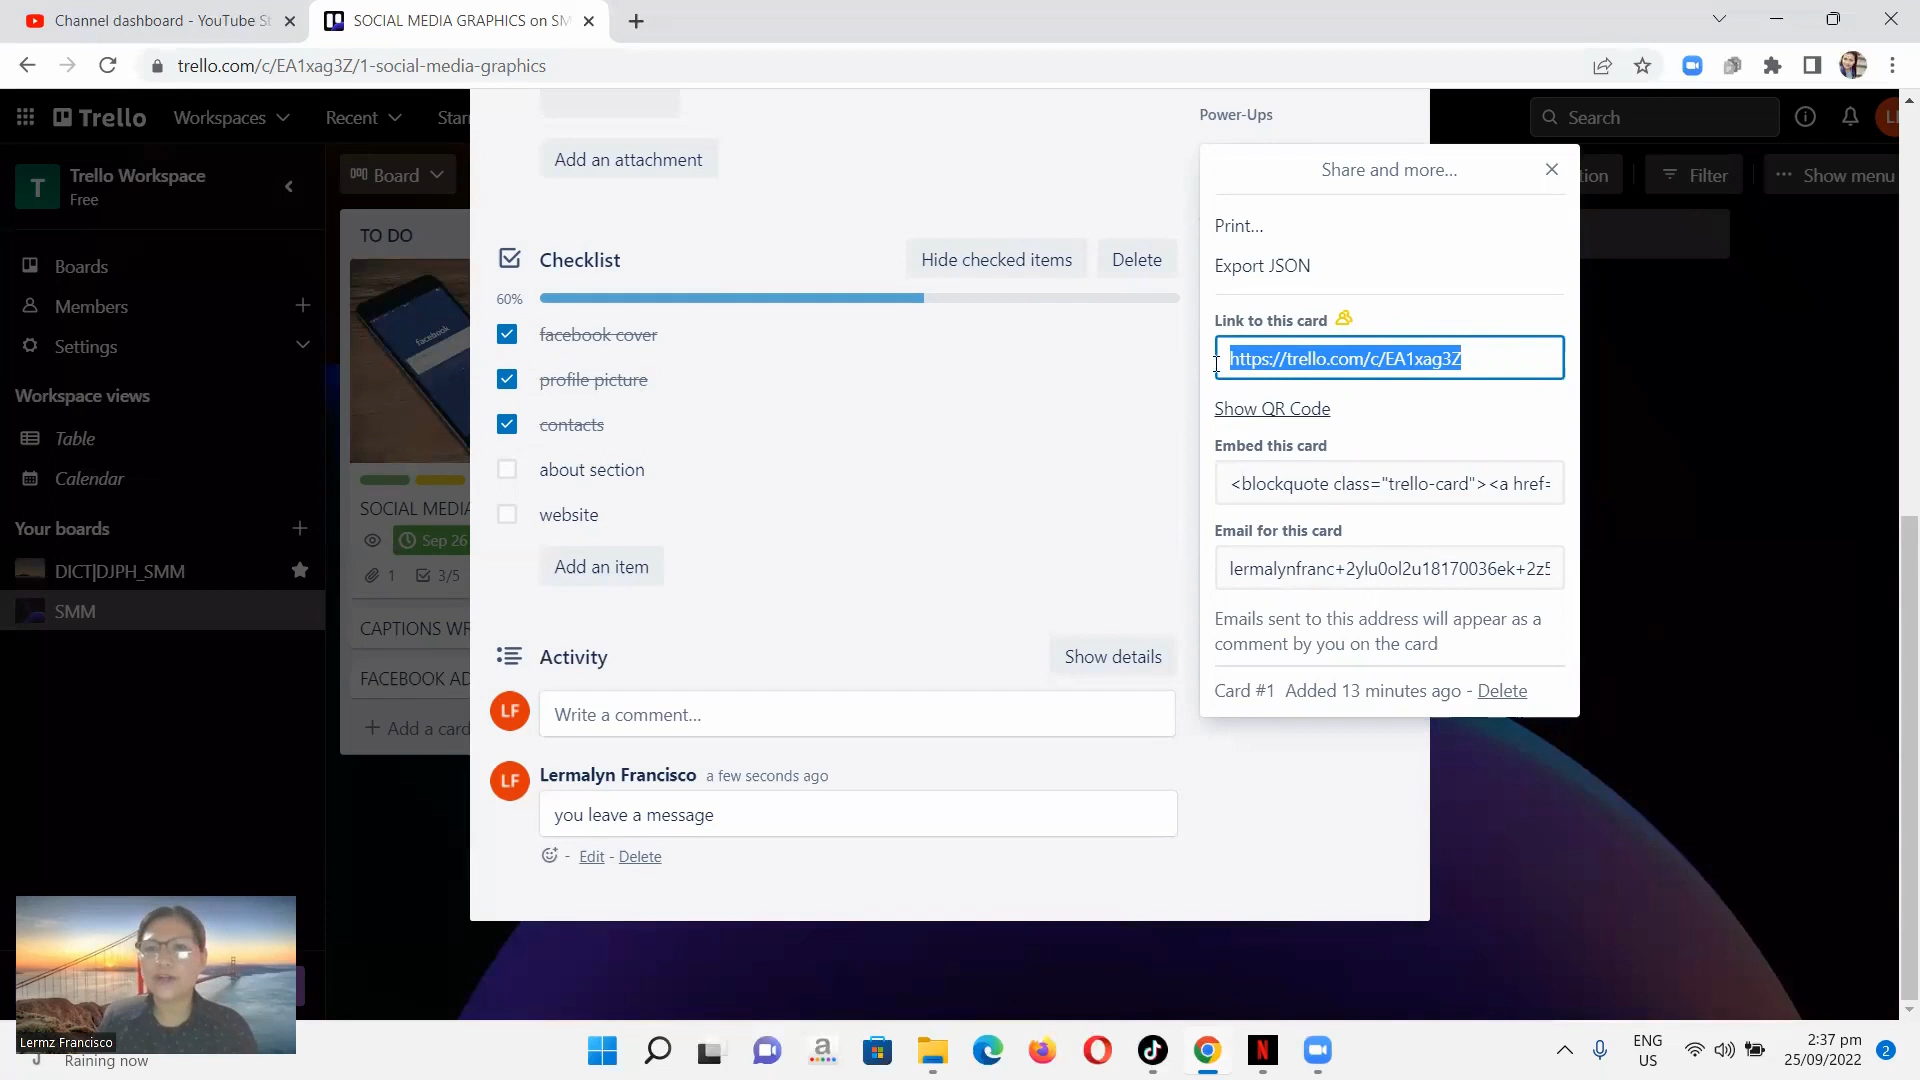 Channel dashboard - YouTube St
SOCIAL MEDIA GRAPHICS on SM
trello.com/c/EA1xag3Z/1-social-media-graphics
Trello
Workspaces
Recent
Starr
Search
Power-Ups
T
Trello Workspace
Free
Board
Filter
Show menu
Add an attachment
Share and more...
Print...
Export JSON
TO DO
Boards
Members
Settings
Checklist
Hide checked items
Delete
60%
Link to this card
https://trello.com/c/EA1xag3Z
facebook cover
profile picture
contacts
about section
website
Add an item
Show QR Code
Embed this card
<blockquote class="trello-card"><a href=
Email for this card
lermalynfranc+2ylu0ol2u18170036ek+2z5
Emails sent to this address will appear as a
comment by you on the card
Card #1 Added 13 minutes ago - Delete
Workspace views
Table
Calendar
Your boards
DICT|DJPH_SMM
SMM
facebook
SOCIAL MEDIA
Sep 26
1
3/5
CAPTIONS WR
FACEBOOK AD
+ Add a card
Activity
Show details
LF
Write a comment...
LF
Lermalyn Francisco a few seconds ago
you leave a message
- Edit - Delete
Lermz Francisco
Raining now
ENG
US
2:37 pm
25/09/2022
2